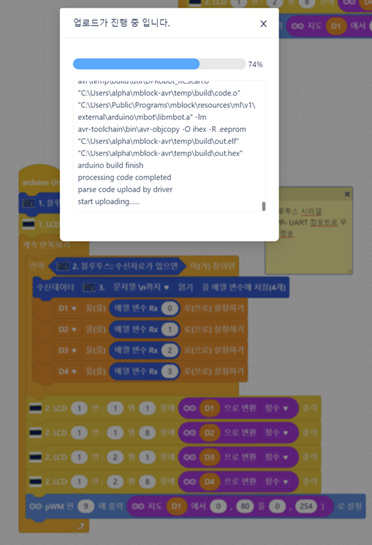 2. LCD 1 번 : 2 행 8 열에
지도 D1 에서
업로드가 진행 중 입니다.
X
74%
"C:\Users\alpha\mblock-avr\temp\build\code.o"
"C:\Users\Public\Programs\mblock\resources\ml\v1\
external\arduino\mbot\libmbot.a" -lm
avr-toolchain\bin\avr-objcopy -O ihex -R .eeprom
"C:\Users\alpha\mblock-avr\temp\build\out.elf"
"C:\Users\alpha\mblock-avr\temp\build\out.hex"
arduino build finish
processing code completed
parse code upload by driver
start uploading......
arduino
1. 블루투
1. LCD
투스 시리얼
UART 컴포트로 우
계속 반복하기
만약 2. 블루투스: 수신자료가 있으면 이(가) 참이면
수신데이터 3. 문자열 \n까지 ▼ 읽기 을 배열 변수에 저장(4개)
D1 ▼ 을(를) 배열 변수 Rx 0 로(으로) 설정하기
D2 ▼ 을(를) 배열 변수 Rx 1 로(으로) 설정하기
D3 ▼ 을(를) 배열 변수 Rx 2 로(으로) 설정하기
D4 ▼ 을(를) 배열 변수 Rx 3 로(으로) 설정하기
2. LCD 1 번 : 1 행 1 열에 D1 으로 변환 정수 ▼ 출력
2. LCD 1 번 : 1 행 8 열에 D2 으로 변환 정수 ▼ 출력
2. LCD 1 번 : 2 행 1 열에 D3 으로 변환 정수 ▼ 출력
2. LCD 1 번 : 2 행 8 열에 D4 으로 변환 정수 ▼ 출력
pWM 핀 9 에 출력 지도 D1 에서 0 , 80 을 0 , 254 ) 로 설정